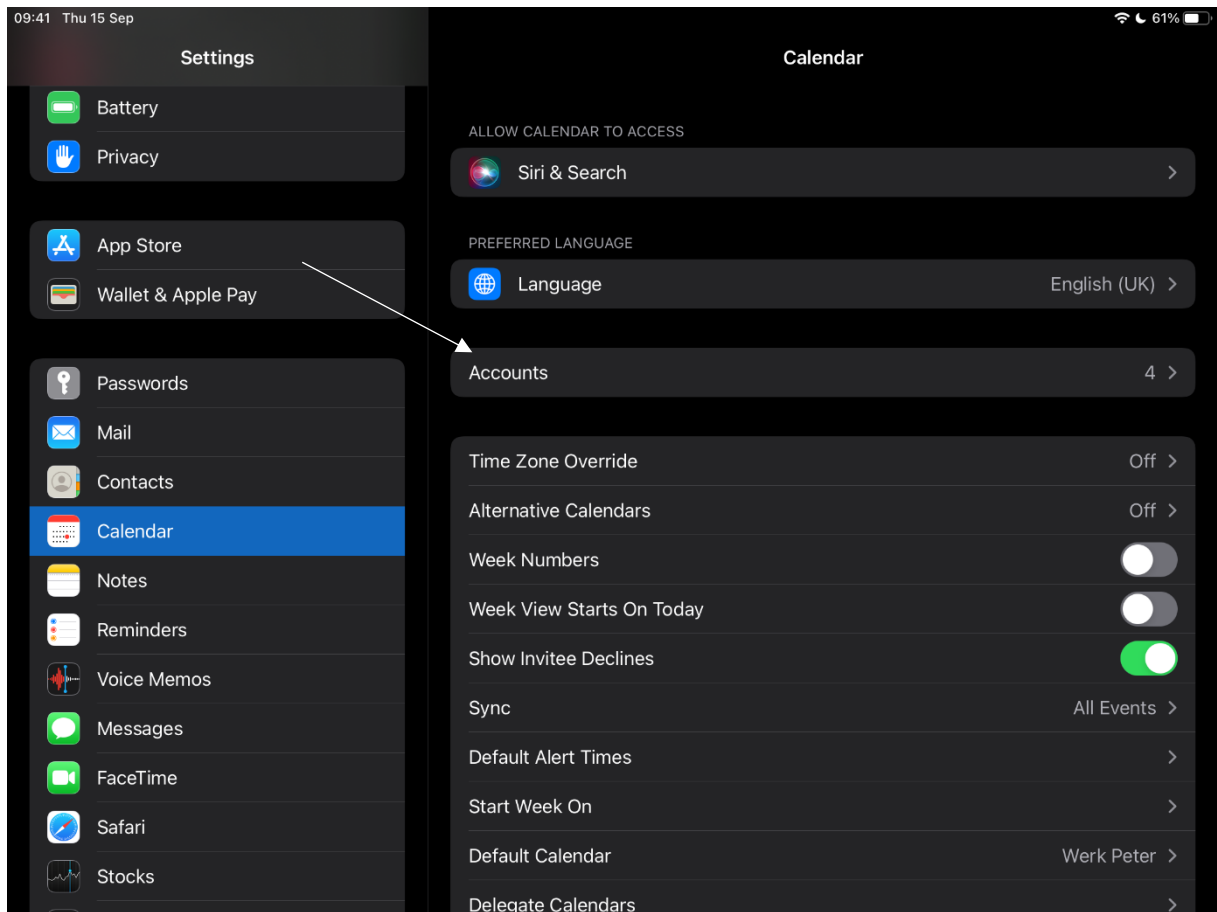 09:41 Thu 15 Sep
61%
Settings
Battery
Privacy
App Store
Wallet & Apple Pay
Passwords
Mail
Contacts
Calendar
Notes
Reminders
Voice Memos
Messages
FaceTime
Safari
Stocks
Calendar
ALLOW CALENDAR TO ACCESS
Siri & Search
PREFERRED LANGUAGE
Language English (UK)
Accounts 4
Time Zone Override Off
Alternative Calendars Off
Week Numbers
Week View Starts On Today
Show Invitee Declines
Sync All Events
Default Alert Times
Start Week On
Default Calendar Werk Peter
Delegate Calendars